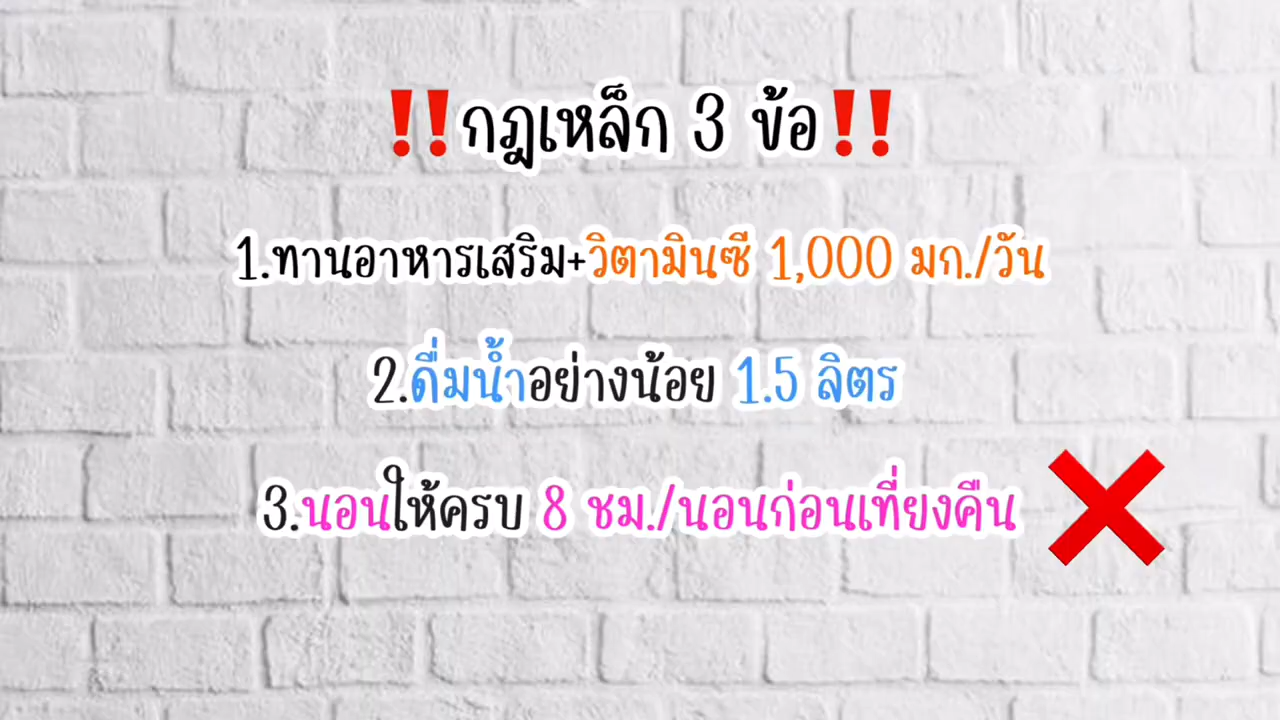 ‼️กฎเหล็ก 3 ข้อ‼️
1.ทานอาหารเสริม+วิตามินซี 1,000 มก./วัน
2.ดื่มน้ำอย่างน้อย 1.5 ลิตร
3.นอนให้ครบ 8 ชม./นอนก่อนเที่ยงคืน ❌